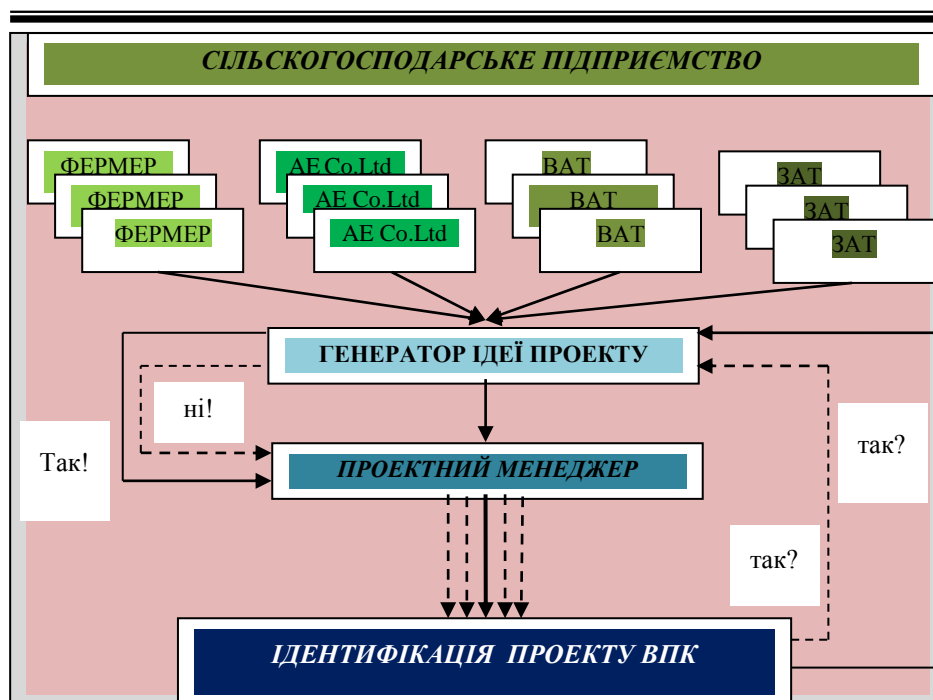 СІЛЬСКОГОСПОДАРСЬКЕ ПІДПРИЄМСТВО
ФЕРМЕР
ФЕРМЕР
ФЕРМЕР
AE Co.Ltd
AE Co.Ltd
AE Co.Ltd
ВАТ
ВАТ
ВАТ
ЗАТ
ЗАТ
ЗАТ
ГЕНЕРАТОР ІДЕЇ ПРОЕКТУ
ні!
Так!
так?
ПРОЕКТНИЙ МЕНЕДЖЕР
так?
ІДЕНТИФІКАЦІЯ ПРОЕКТУ ВПК